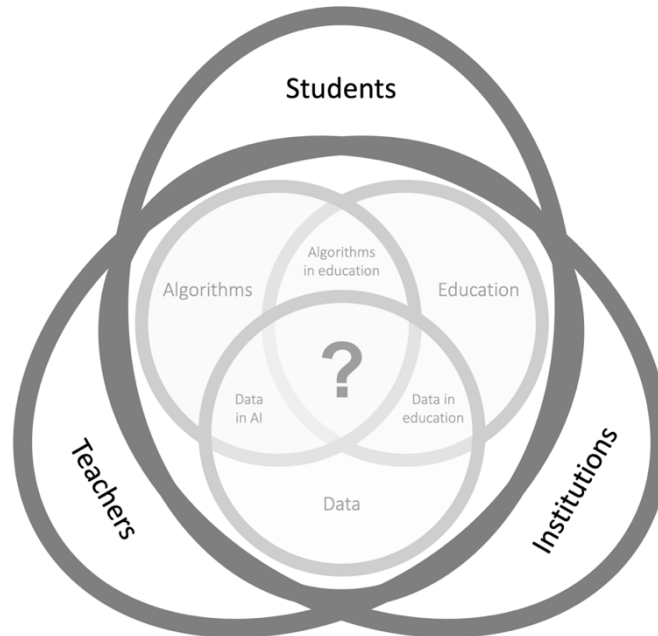 Students
Algorithms
in education
Algorithms
Education
?
Data
in AI
Data in
education
Teachers
Institutions
Data